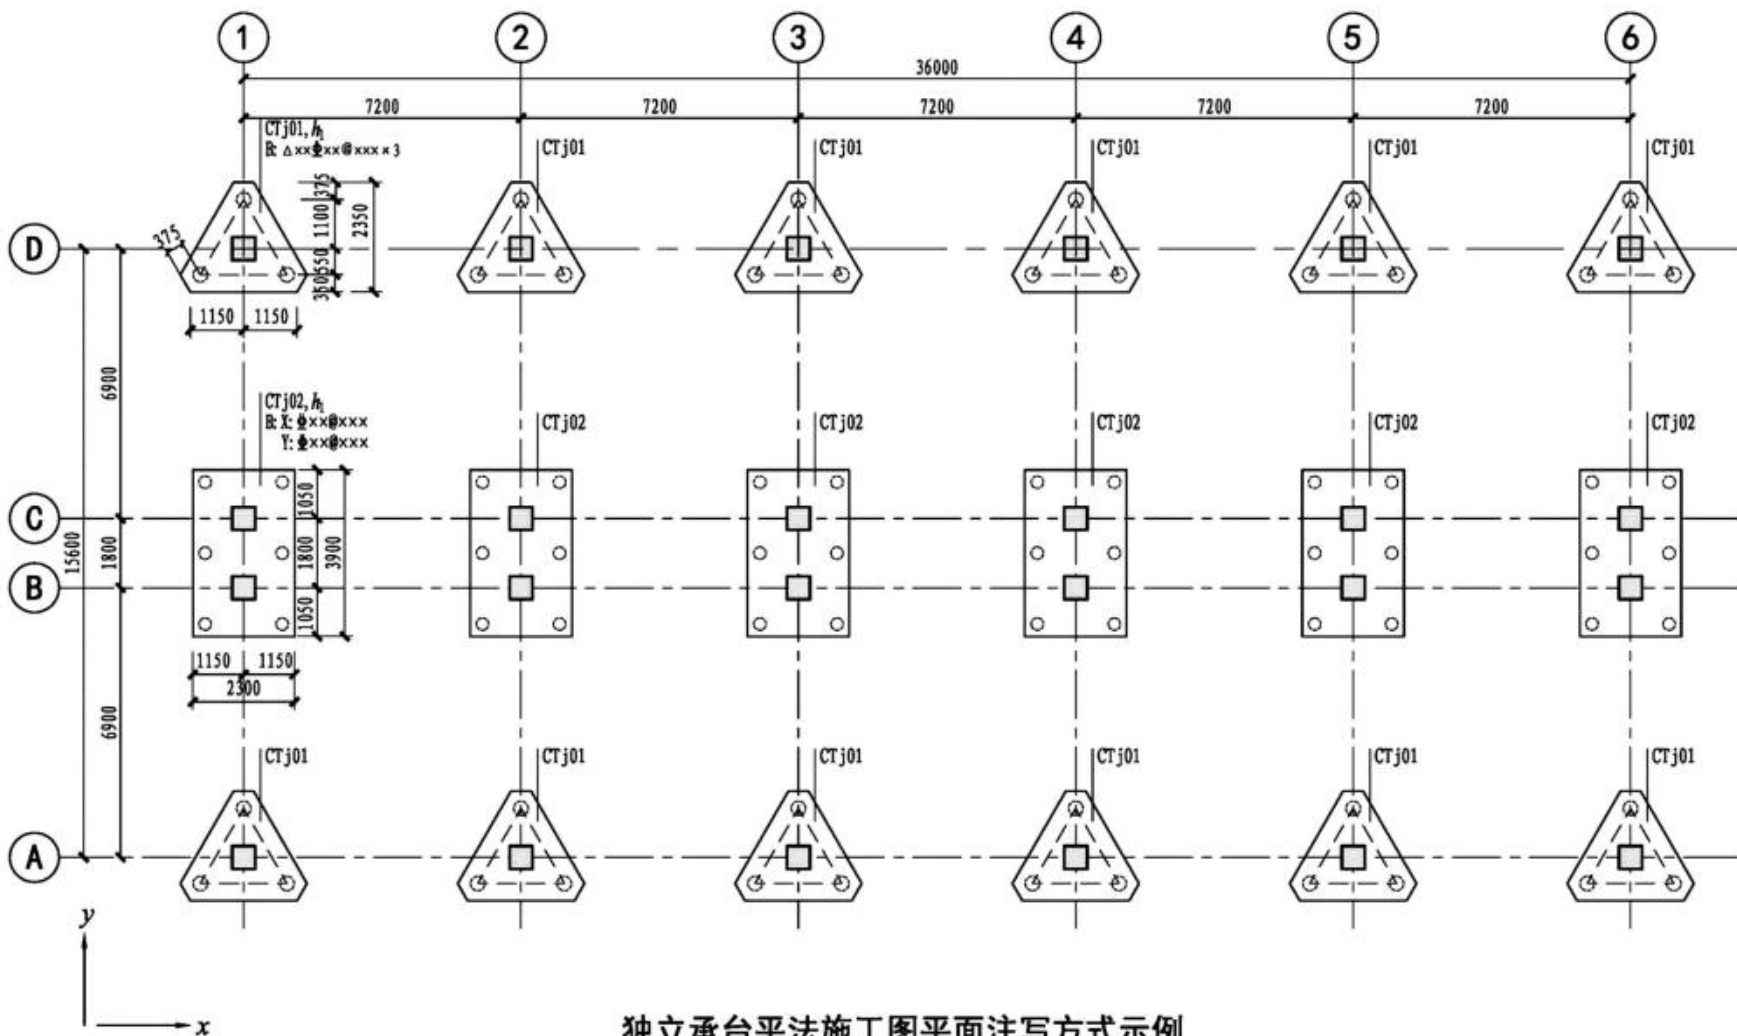 1 2 3 4 5 6
36000
7200 7200 7200 7200 7200
CTj01, h₁
B: △××⏀××@×××××3
CTj01 CTj01 CTj01 CTj01 CTj01
375
1100
550
350
2350
375
D
1150 1150
6900
CTj02, h₁
B: X: ⏀××@×××
Y: ⏀××@×××
CTj02 CTj02 CTj02 CTj02 CTj02
1050
1800
1050
3900
C
15600
1800
B
1150 1150
2300
6900
CTj01 CTj01 CTj01 CTj01 CTj01 CTj01
A
y
x
独立承台平法施工图平面注写方式示例